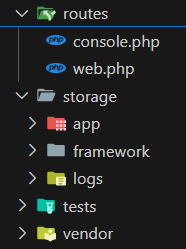 routes
console.php
web.php
storage
app
framework
logs
tests
vendor